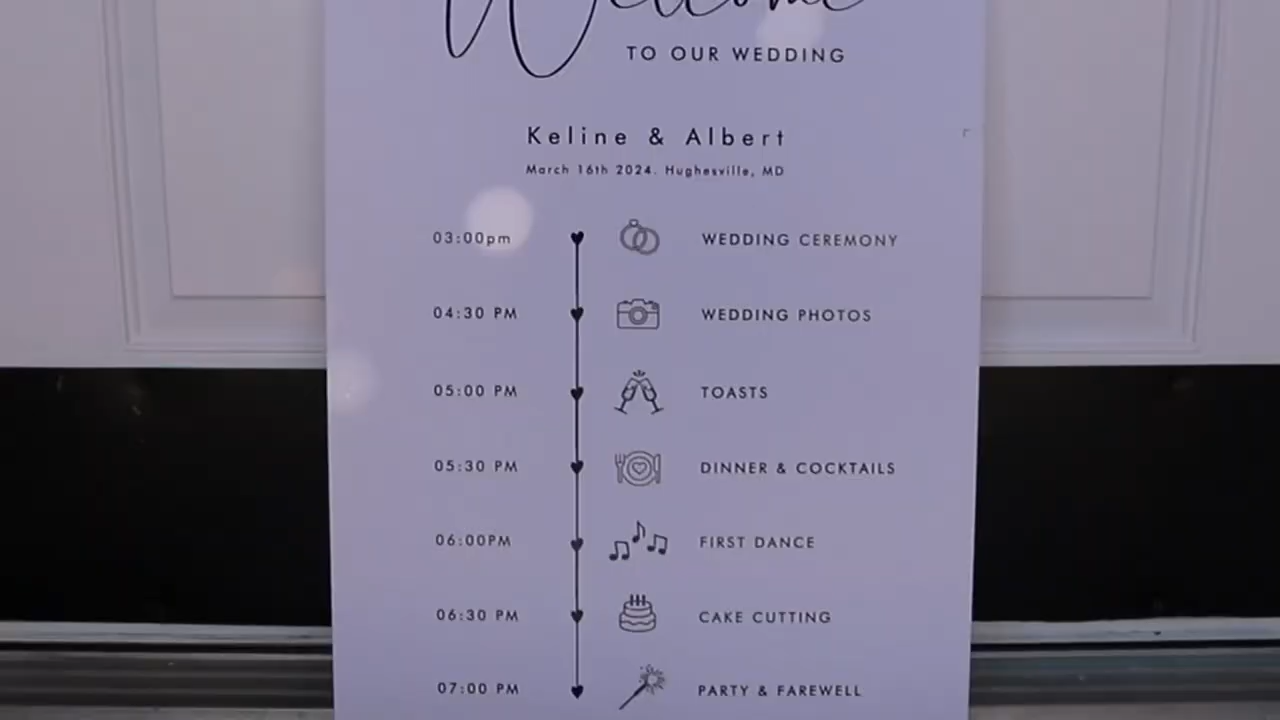 Welcome
TO OUR WEDDING
Keline & Albert
March 16th 2024. Hughesville, MD
03:00pm WEDDING CEREMONY
04:30 PM WEDDING PHOTOS
05:00 PM TOASTS
05:30 PM DINNER & COCKTAILS
06:00PM FIRST DANCE
06:30 PM CAKE CUTTING
07:00 PM PARTY & FAREWELL